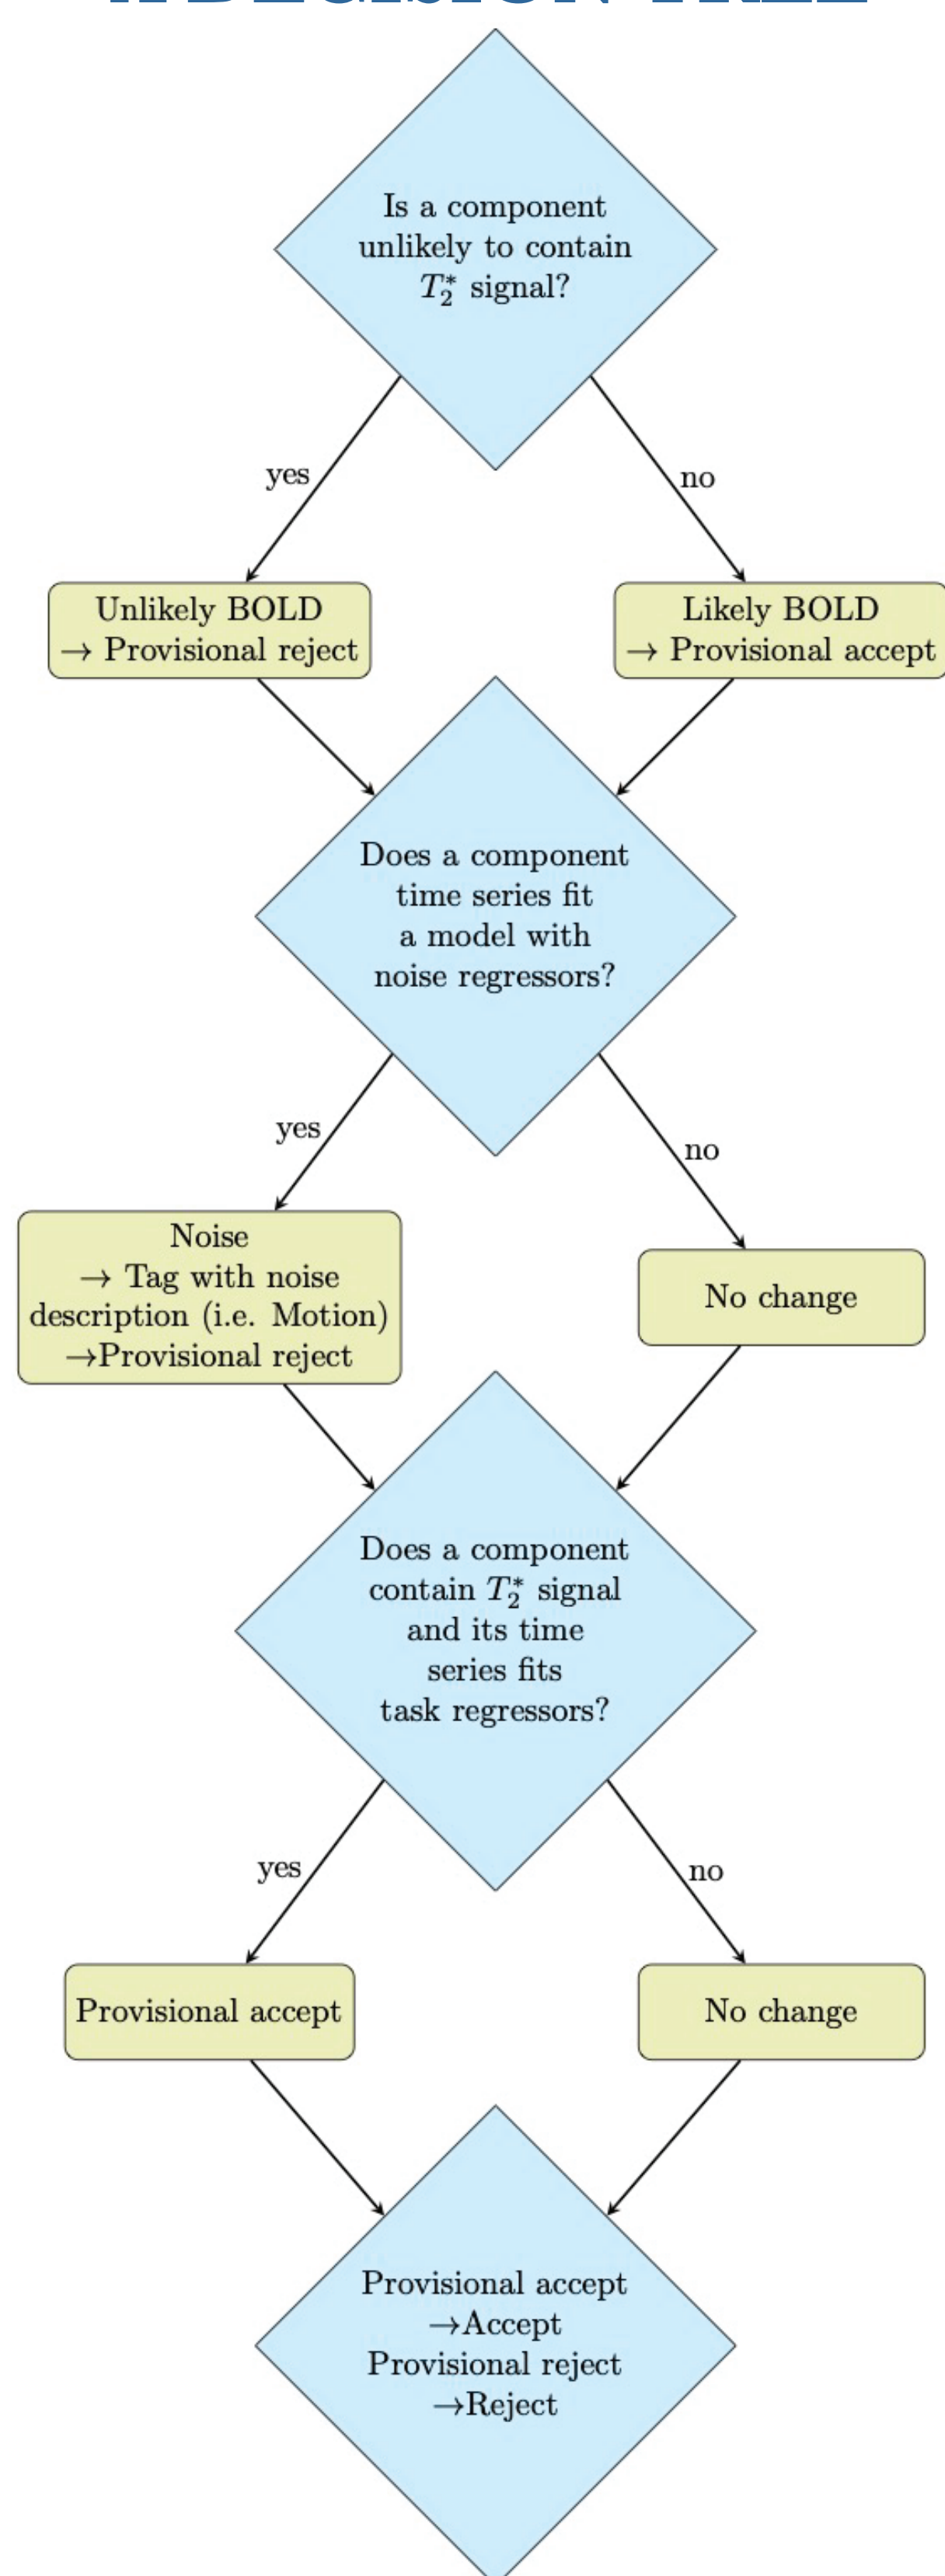 Is a component
unlikely to contain
T₂* signal?
yes
no
Unlikely BOLD
→ Provisional reject
Likely BOLD
→ Provisional accept
Does a component
time series fit
a model with
noise regressors?
yes
no
Noise
→ Tag with noise
description (i.e. Motion)
→Provisional reject
No change
Does a component
contain T₂* signal
and its time
series fits
task regressors?
yes
no
Provisional accept
No change
Provisional accept
→Accept
Provisional reject
→Reject